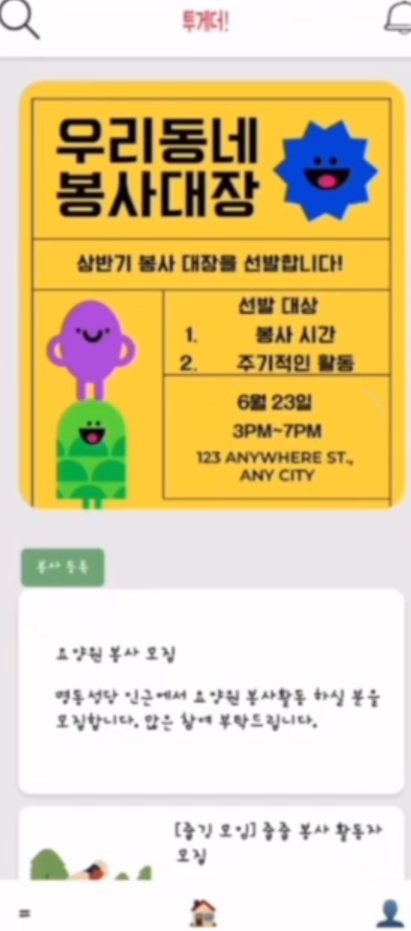 투게더!
우리동네
봉사대장
상반기 봉사 대장을 선발합니다!
선발 대상
1. 봉사 시간
2. 주기적인 활동
6월 23일
3PM~7PM
123 ANYWHERE ST.,
ANY CITY
봉사 등록
요양원 봉사 모집
명동성당 인근에서 요양원 봉사활동 하실 분을
모집합니다. 많은 참여 부탁드립니다.
[줍깅 모임] 줍줍 봉사 활동자
모집